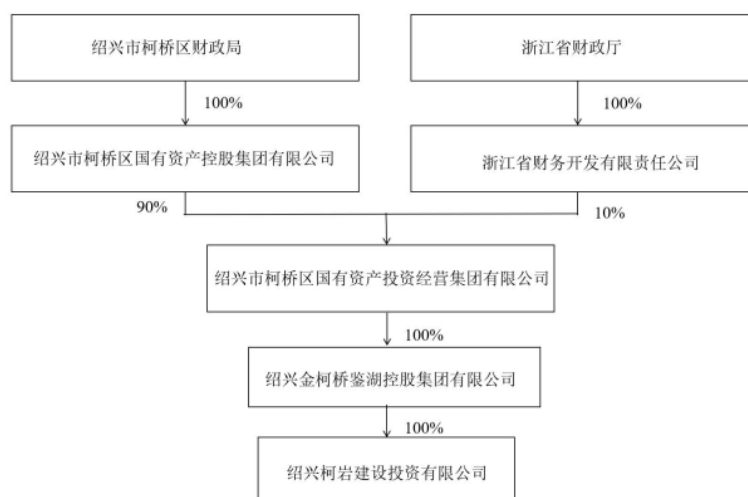 绍兴市柯桥区财政局
浙江省财政厅
100%
100%
绍兴市柯桥区国有资产控股集团有限公司
浙江省财务开发有限责任公司
90%
10%
绍兴市柯桥区国有资产投资经营集团有限公司
100%
绍兴金柯桥鉴湖控股集团有限公司
100%
绍兴柯岩建设投资有限公司